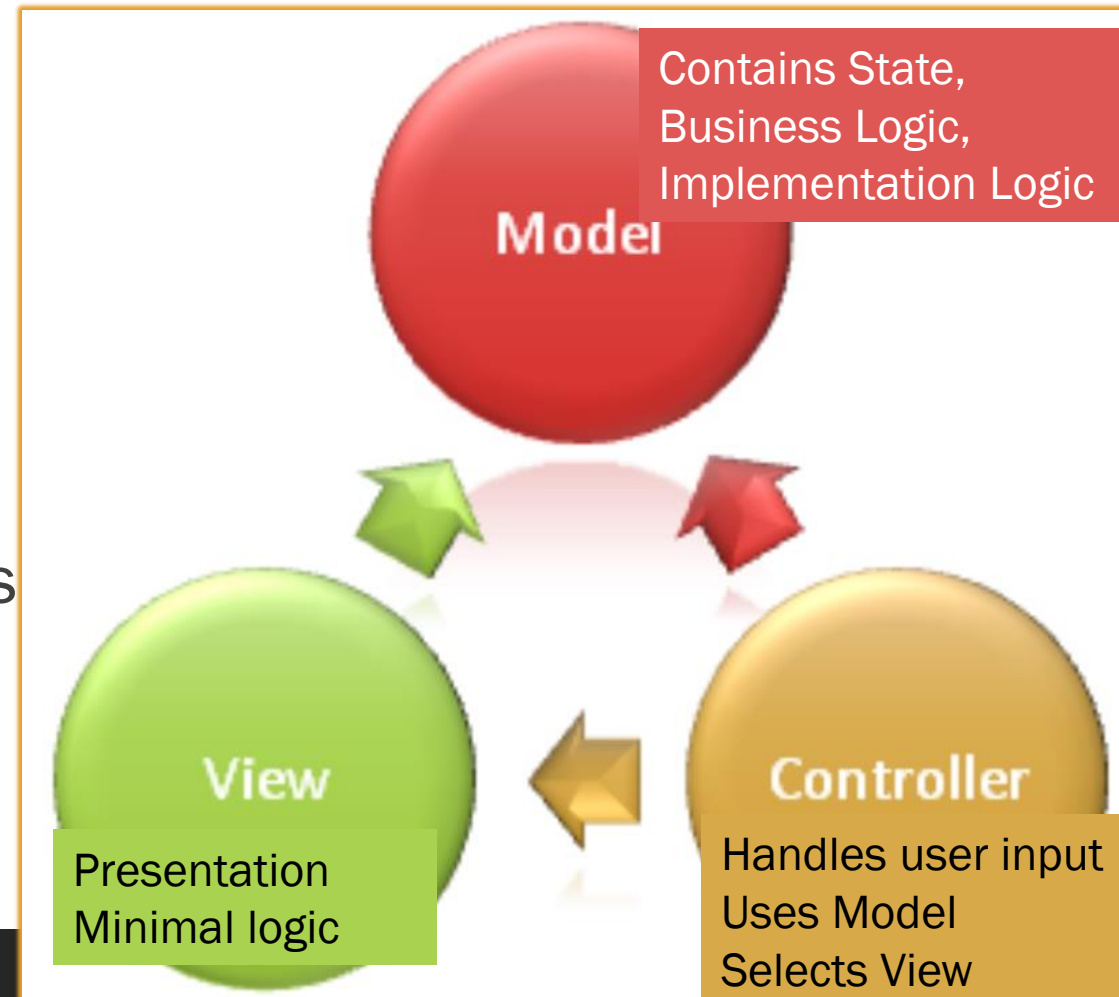 Contains State,
Business Logic,
Implementation Logic
Model
s
View
Presentation
Minimal logic
Controller
Handles user input
Uses Model
Selects View